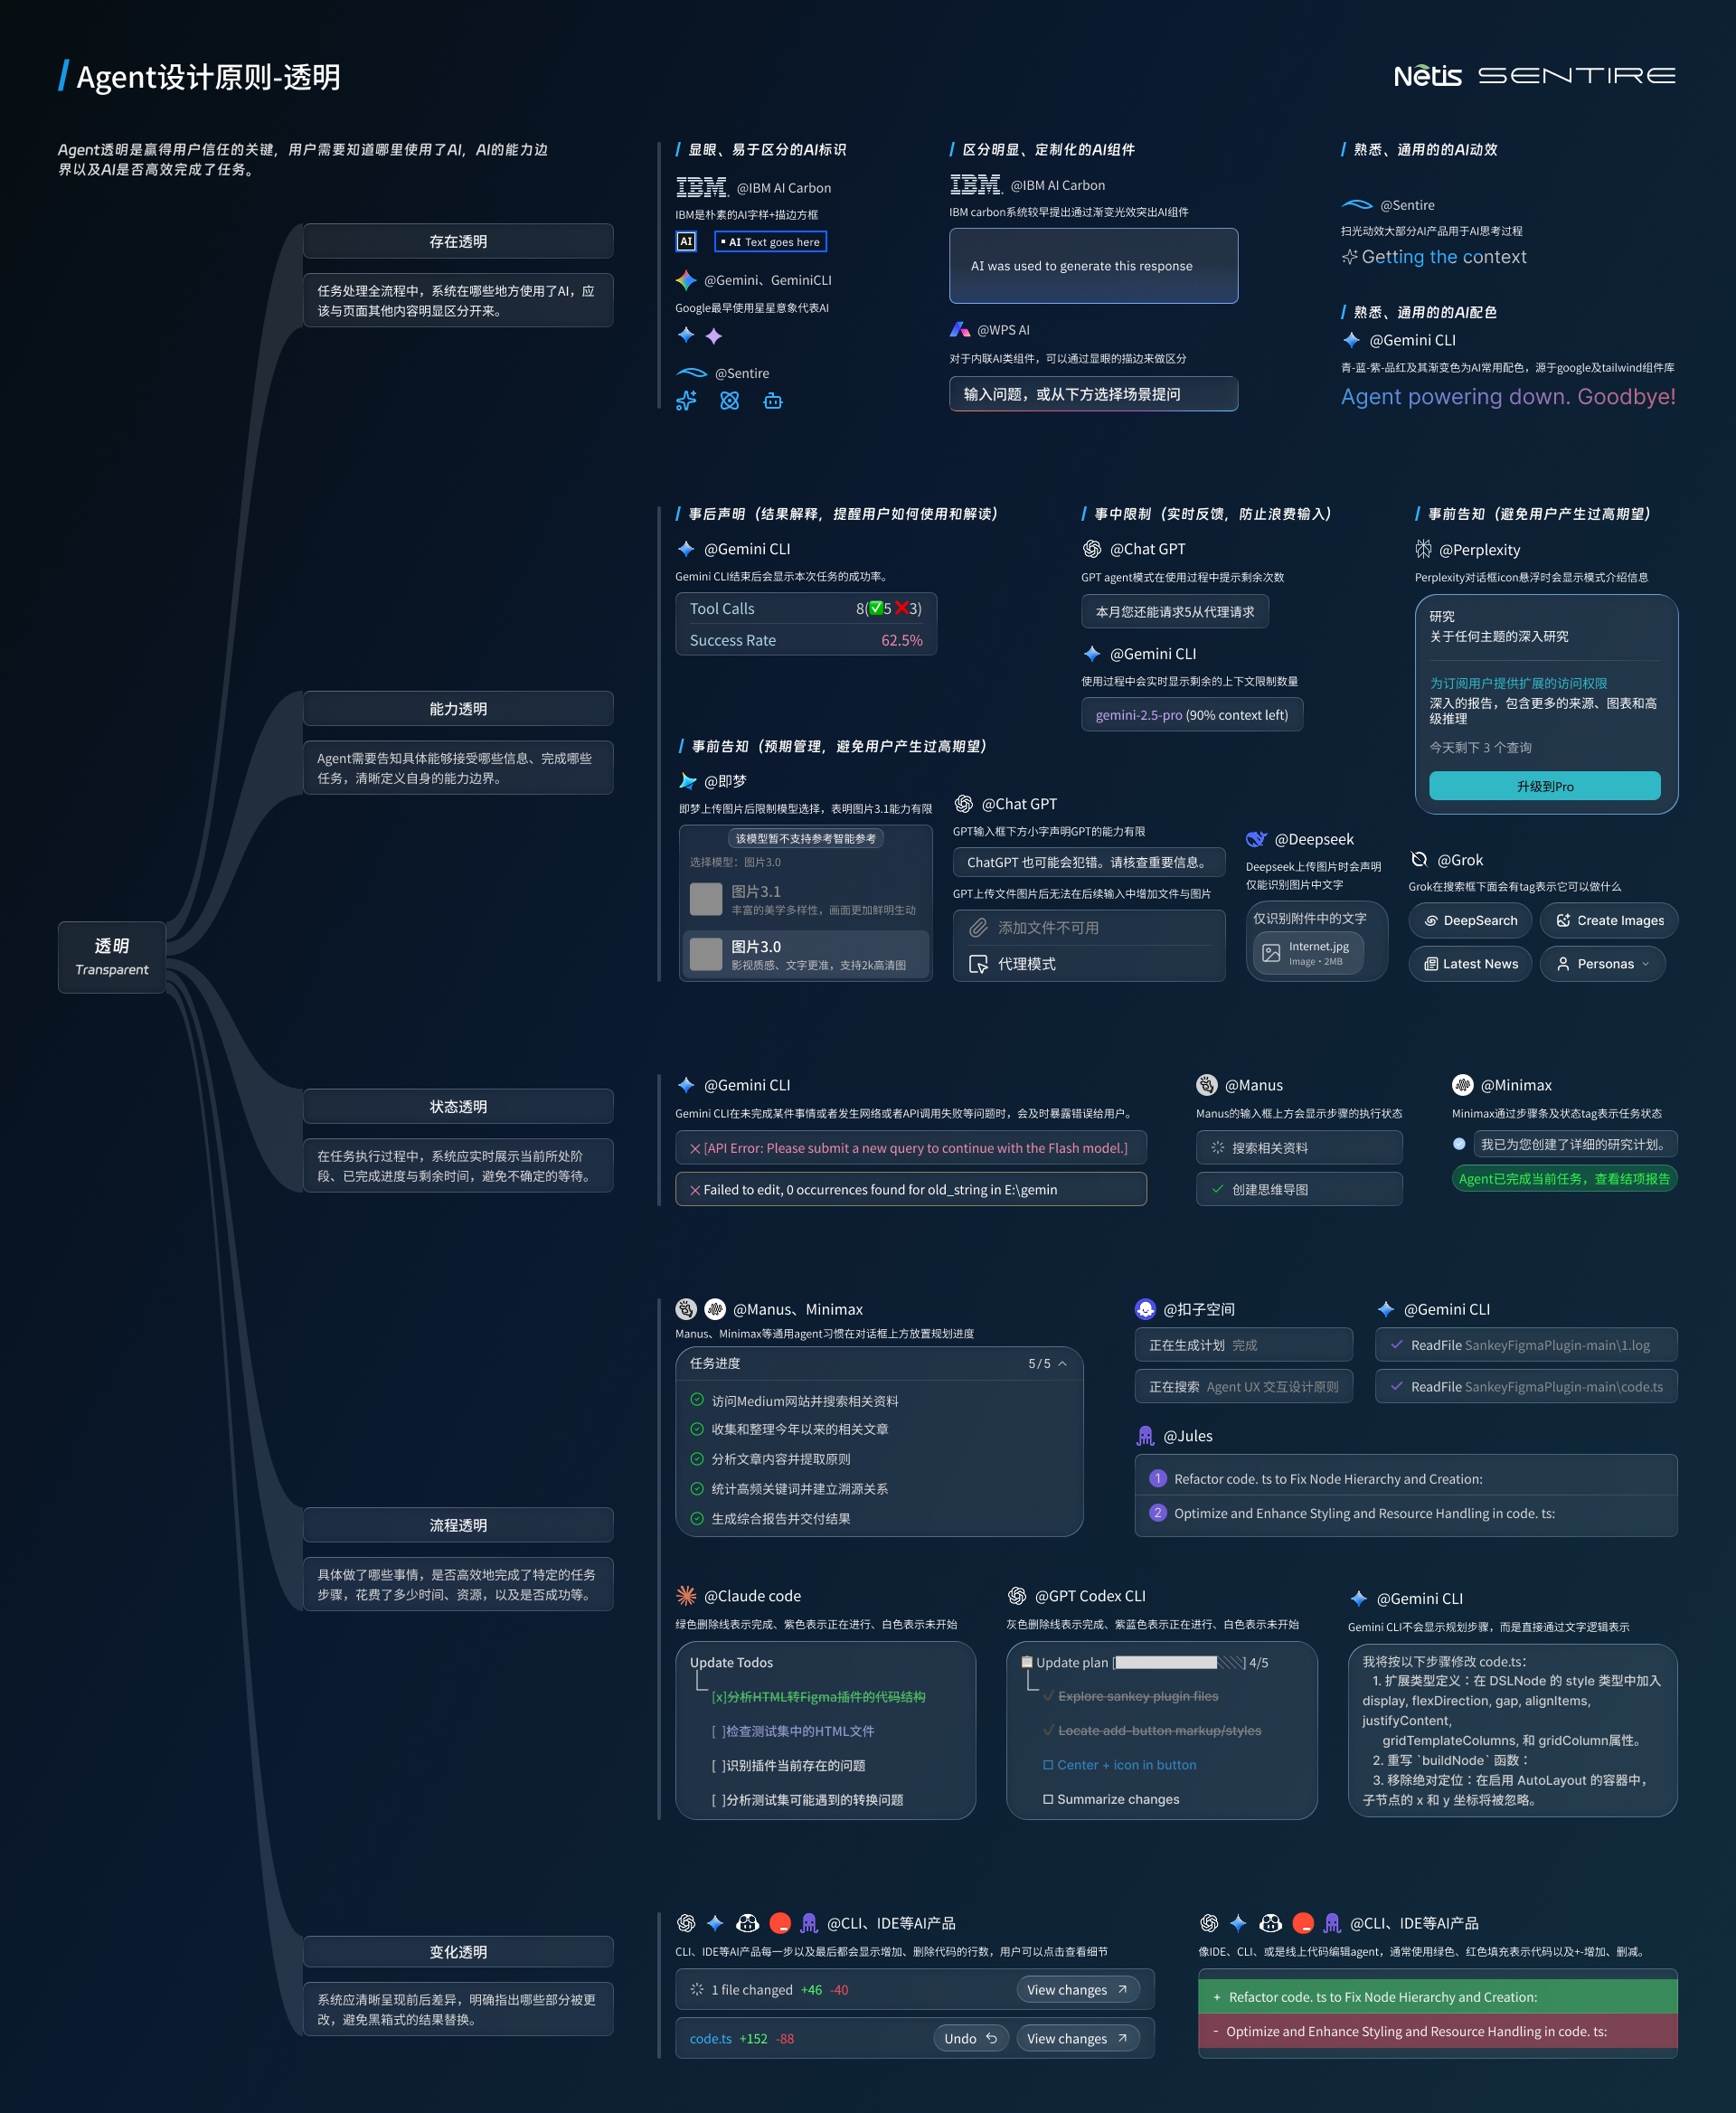 Agent设计原则-透明
Netis SENTIRE
Agent透明是赢得用户信任的关键，用户需要知道哪里使用了AI，AI的能力边
界以及AI是否高效完成了任务。
透明
Transparent
存在透明
任务处理全流程中，系统在哪些地方使用了AI，应
该与页面其他内容明显区分开来。
显眼、易于区分的AI标识
IBM @IBM AI Carbon
IBM是朴素的AI字样+描边方框
AI
AI Text goes here
@Gemini、GeminiCLI
Google最早使用星星意象代表AI
@Sentire
区分明显、定制化的AI组件
IBM @IBM AI Carbon
IBM carbon系统较早提出通过渐变光效突出AI组件
AI was used to generate this response
@WPS AI
对于内联AI类组件，可以通过显眼的描边来做区分
输入问题，或从下方选择场景提问
熟悉、通用的的AI动效
@Sentire
扫光动效大部分AI产品用于AI思考过程
Getting the context
熟悉、通用的的AI配色
@Gemini CLI
青-蓝-紫-品红及其渐变色为AI常用配色，源于google及tailwind组件库
Agent powering down. Goodbye!
能力透明
Agent需要告知具体能够接受哪些信息、完成哪些
任务，清晰定义自身的能力边界。
事后声明（结果解释，提醒用户如何使用和解读）
@Gemini CLI
Gemini CLI结束后会显示本次任务的成功率。
Tool Calls 8(✅5 ❌3)
Success Rate 62.5%
事中限制（实时反馈，防止浪费输入）
@Chat GPT
GPT agent模式在使用过程中提示剩余次数
本月您还能请求5从代理请求
@Gemini CLI
使用过程中会实时显示剩余的上下文限制数量
gemini-2.5-pro (90% context left)
事前告知（避免用户产生过高期望）
@Perplexity
Perplexity对话框icon悬浮时会显示模式介绍信息
研究
关于任何主题的深入研究
为订阅用户提供扩展的访问权限
深入的报告，包含更多的来源、图表和高
级推理
今天剩下 3 个查询
升级到Pro
事前告知（预期管理，避免用户产生过高期望）
@即梦
即梦上传图片后限制模型选择，表明图片3.1能力有限
该模型暂不支持参考智能参考
选择模型：图片3.0
图片3.1
丰富的美学多样性，画面更加鲜明生动
图片3.0
影视质感、文字更准，支持2k高清图
@Chat GPT
GPT输入框下方小字声明GPT的能力有限
ChatGPT 也可能会犯错。请核查重要信息。
GPT上传文件图片后无法在后续输入中增加文件与图片
添加文件不可用
代理模式
@Deepseek
Deepseek上传图片时会声明
仅能识别图片中文字
仅识别附件中的文字
Internet.jpg
Image • 2MB
@Grok
Grok在搜索框下面会有tag表示它可以做什么
DeepSearch
Create Images
Latest News
Personas
状态透明
在任务执行过程中，系统应实时展示当前所处阶
段、已完成进度与剩余时间，避免不确定的等待。
@Gemini CLI
Gemini CLI在未完成某件事情或者发生网络或者API调用失败等问题时，会及时暴露错误给用户。
[API Error: Please submit a new query to continue with the Flash model.]
Failed to edit, 0 occurrences found for old_string in E:\gemin
@Manus
Manus的输入框上方会显示步骤的执行状态
搜索相关资料
创建思维导图
@Minimax
Minimax通过步骤条及状态tag表示任务状态
我已为您创建了详细的研究计划。
Agent已完成当前任务，查看结项报告
流程透明
具体做了哪些事情，是否高效地完成了特定的任务
步骤，花费了多少时间、资源，以及是否成功等。
@Manus、Minimax
Manus、Minimax等通用agent习惯在对话框上方放置规划进度
任务进度 5/5
访问Medium网站并搜索相关资料
收集和整理今年以来的相关文章
分析文章内容并提取原则
统计高频关键词并建立溯源关系
生成综合报告并交付结果
@扣子空间
正在生成计划 完成
正在搜索 Agent UX 交互设计原则
@Gemini CLI
ReadFile SankeyFigmaPlugin-main\1.log
ReadFile SankeyFigmaPlugin-main\code.ts
@Jules
1 Refactor code. ts to Fix Node Hierarchy and Creation:
2 Optimize and Enhance Styling and Resource Handling in code. ts:
@Claude code
绿色删除线表示完成、紫色表示正在进行、白色表示未开始
Update Todos
[x]分析HTML转Figma插件的代码结构
[ ]检查测试集中的HTML文件
[ ]识别插件当前存在的问题
[ ]分析测试集可能遇到的转换问题
@GPT Codex CLI
灰色删除线表示完成、紫蓝色表示正在进行、白色表示未开始
Update plan [ ] 4/5
✓ Explore sankey plugin files
✓ Locate add-button markup/styles
☐ Center + icon in button
☐ Summarize changes
@Gemini CLI
Gemini CLI不会显示规划步骤，而是直接通过文字逻辑表示
我将按以下步骤修改 code.ts：
1. 扩展类型定义：在 DSLNode 的 style 类型中加入
display, flexDirection, gap, alignItems,
justifyContent,
gridTemplateColumns, 和 gridColumn属性。
2. 重写 `buildNode` 函数：
3. 移除绝对定位：在启用 AutoLayout 的容器中，
子节点的 x 和 y 坐标将被忽略。
变化透明
系统应清晰呈现前后差异，明确指出哪些部分被更
改，避免黑箱式的结果替换。
@CLI、IDE等AI产品
CLI、IDE等AI产品每一步以及最后都会显示增加、删除代码的行数，用户可以点击查看细节
1 file changed +46 -40 View changes
code.ts +152 -88 Undo View changes
@CLI、IDE等AI产品
像IDE、CLI、或是线上代码编辑agent，通常使用绿色、红色填充表示代码以及+-增加、删减。
+ Refactor code. ts to Fix Node Hierarchy and Creation:
- Optimize and Enhance Styling and Resource Handling in code. ts: